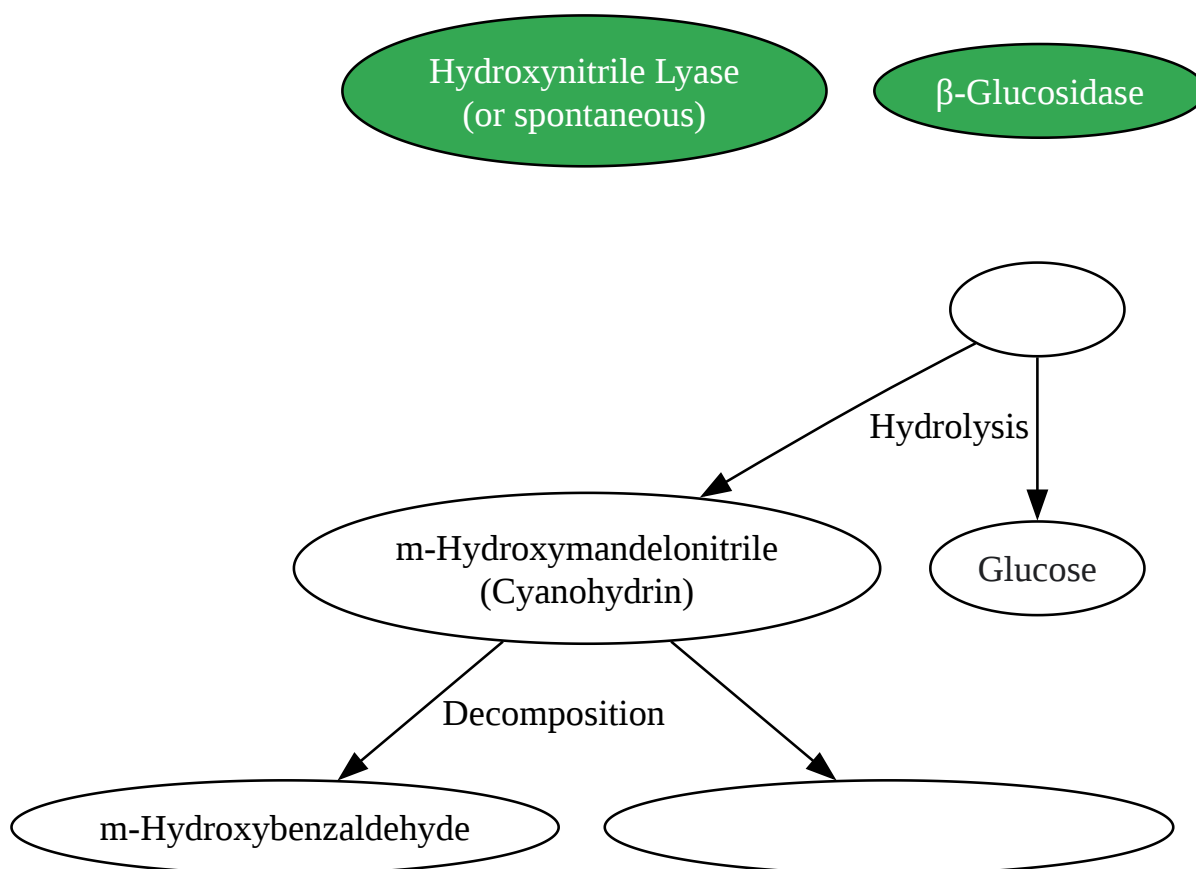 Hydroxynitrile Lyase
(or spontaneous)
β-Glucosidase
Hydrolysis
m-Hydroxymandelonitrile
(Cyanohydrin)
Glucose
Decomposition
m-Hydroxybenzaldehyde